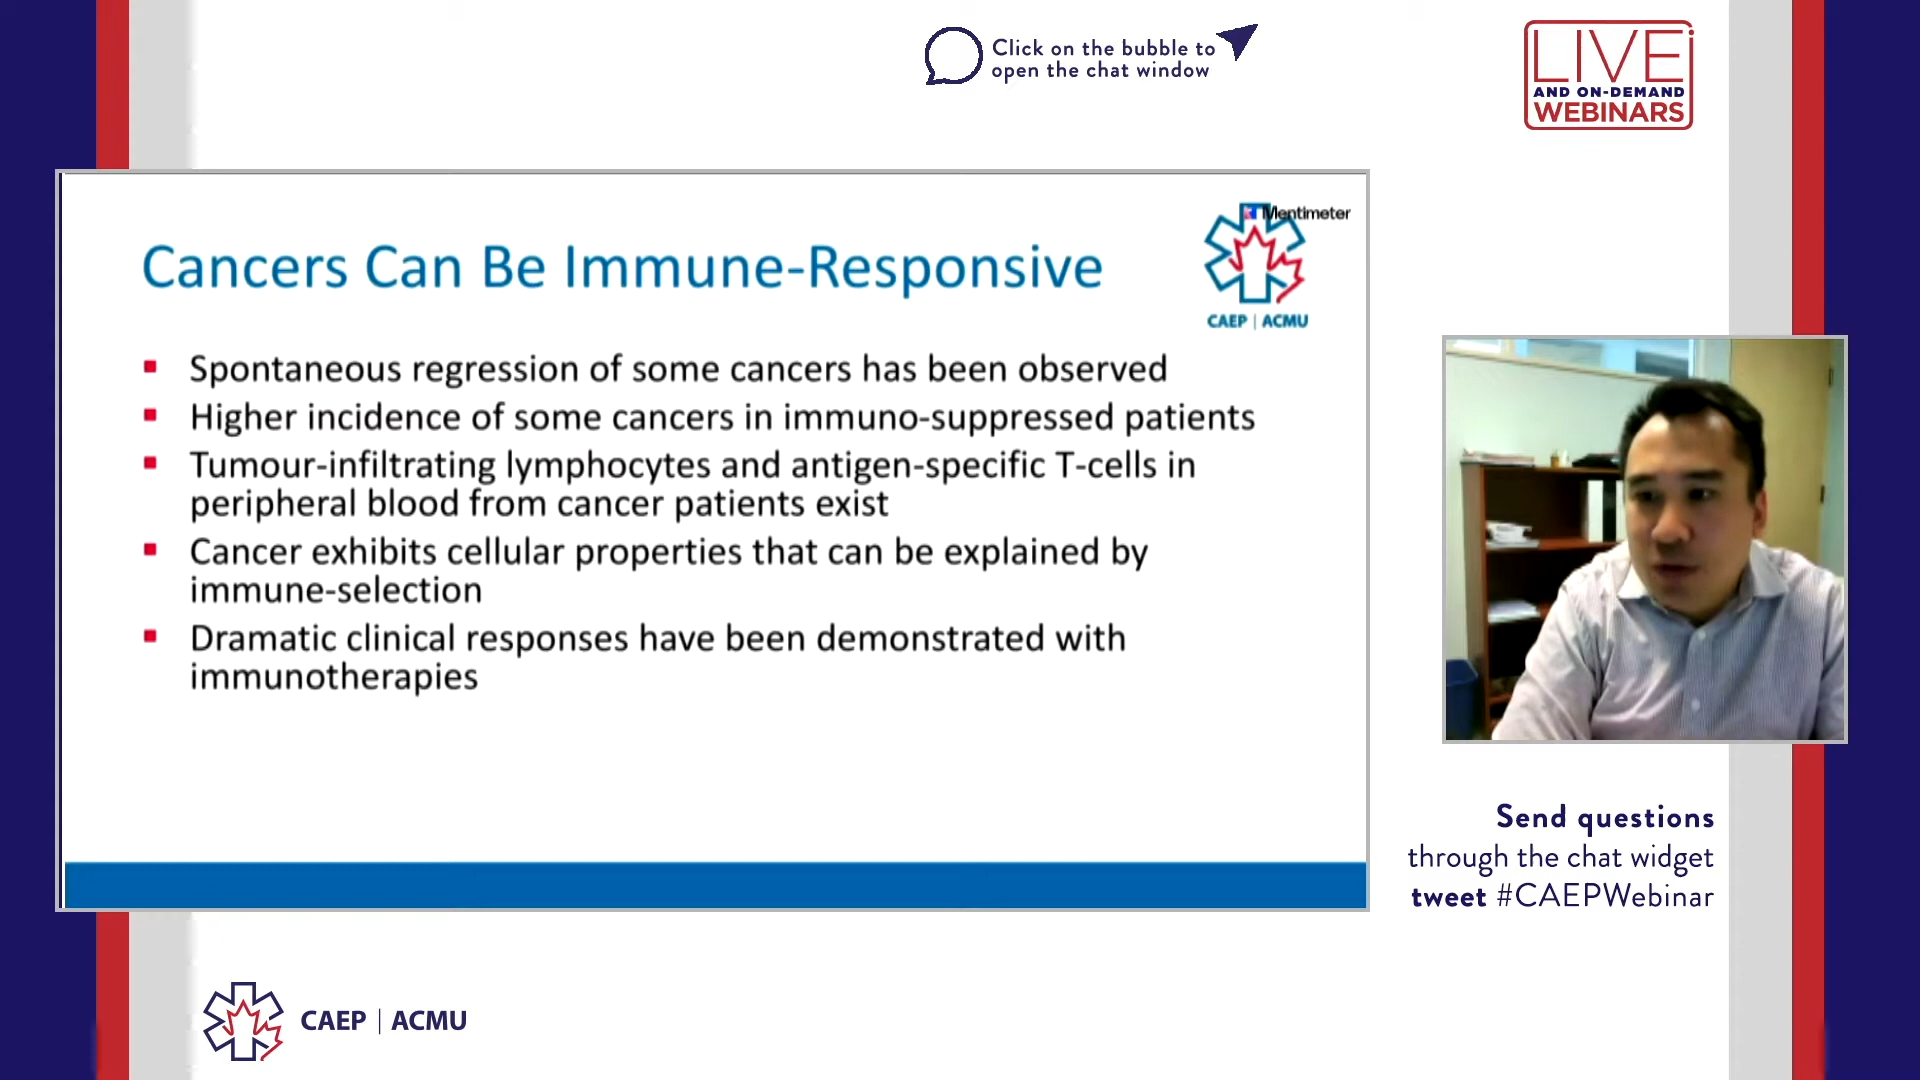 Click on the bubble to
open the chat window
LIVE
AND ON-DEMAND
WEBINARS
Mentimeter
CAEP | ACMU
Cancers Can Be Immune-Responsive
Spontaneous regression of some cancers has been observed
Higher incidence of some cancers in immuno-suppressed patients
Tumour-infiltrating lymphocytes and antigen-specific T-cells in
peripheral blood from cancer patients exist
Cancer exhibits cellular properties that can be explained by
immune-selection
Dramatic clinical responses have been demonstrated with
immunotherapies
Send questions
through the chat widget
tweet #CAEPWebinar
CAEP | ACMU